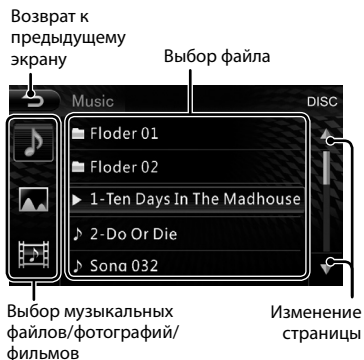 Возврат к
предыдущему
экрану
Выбор файла
Music
DISC
Floder 01
Floder 02
1-Ten Days In The Madhouse
2-Do Or Die
Song 032
Выбор музыкальных
файлов/фотографий/
фильмов
Изменение
страницы